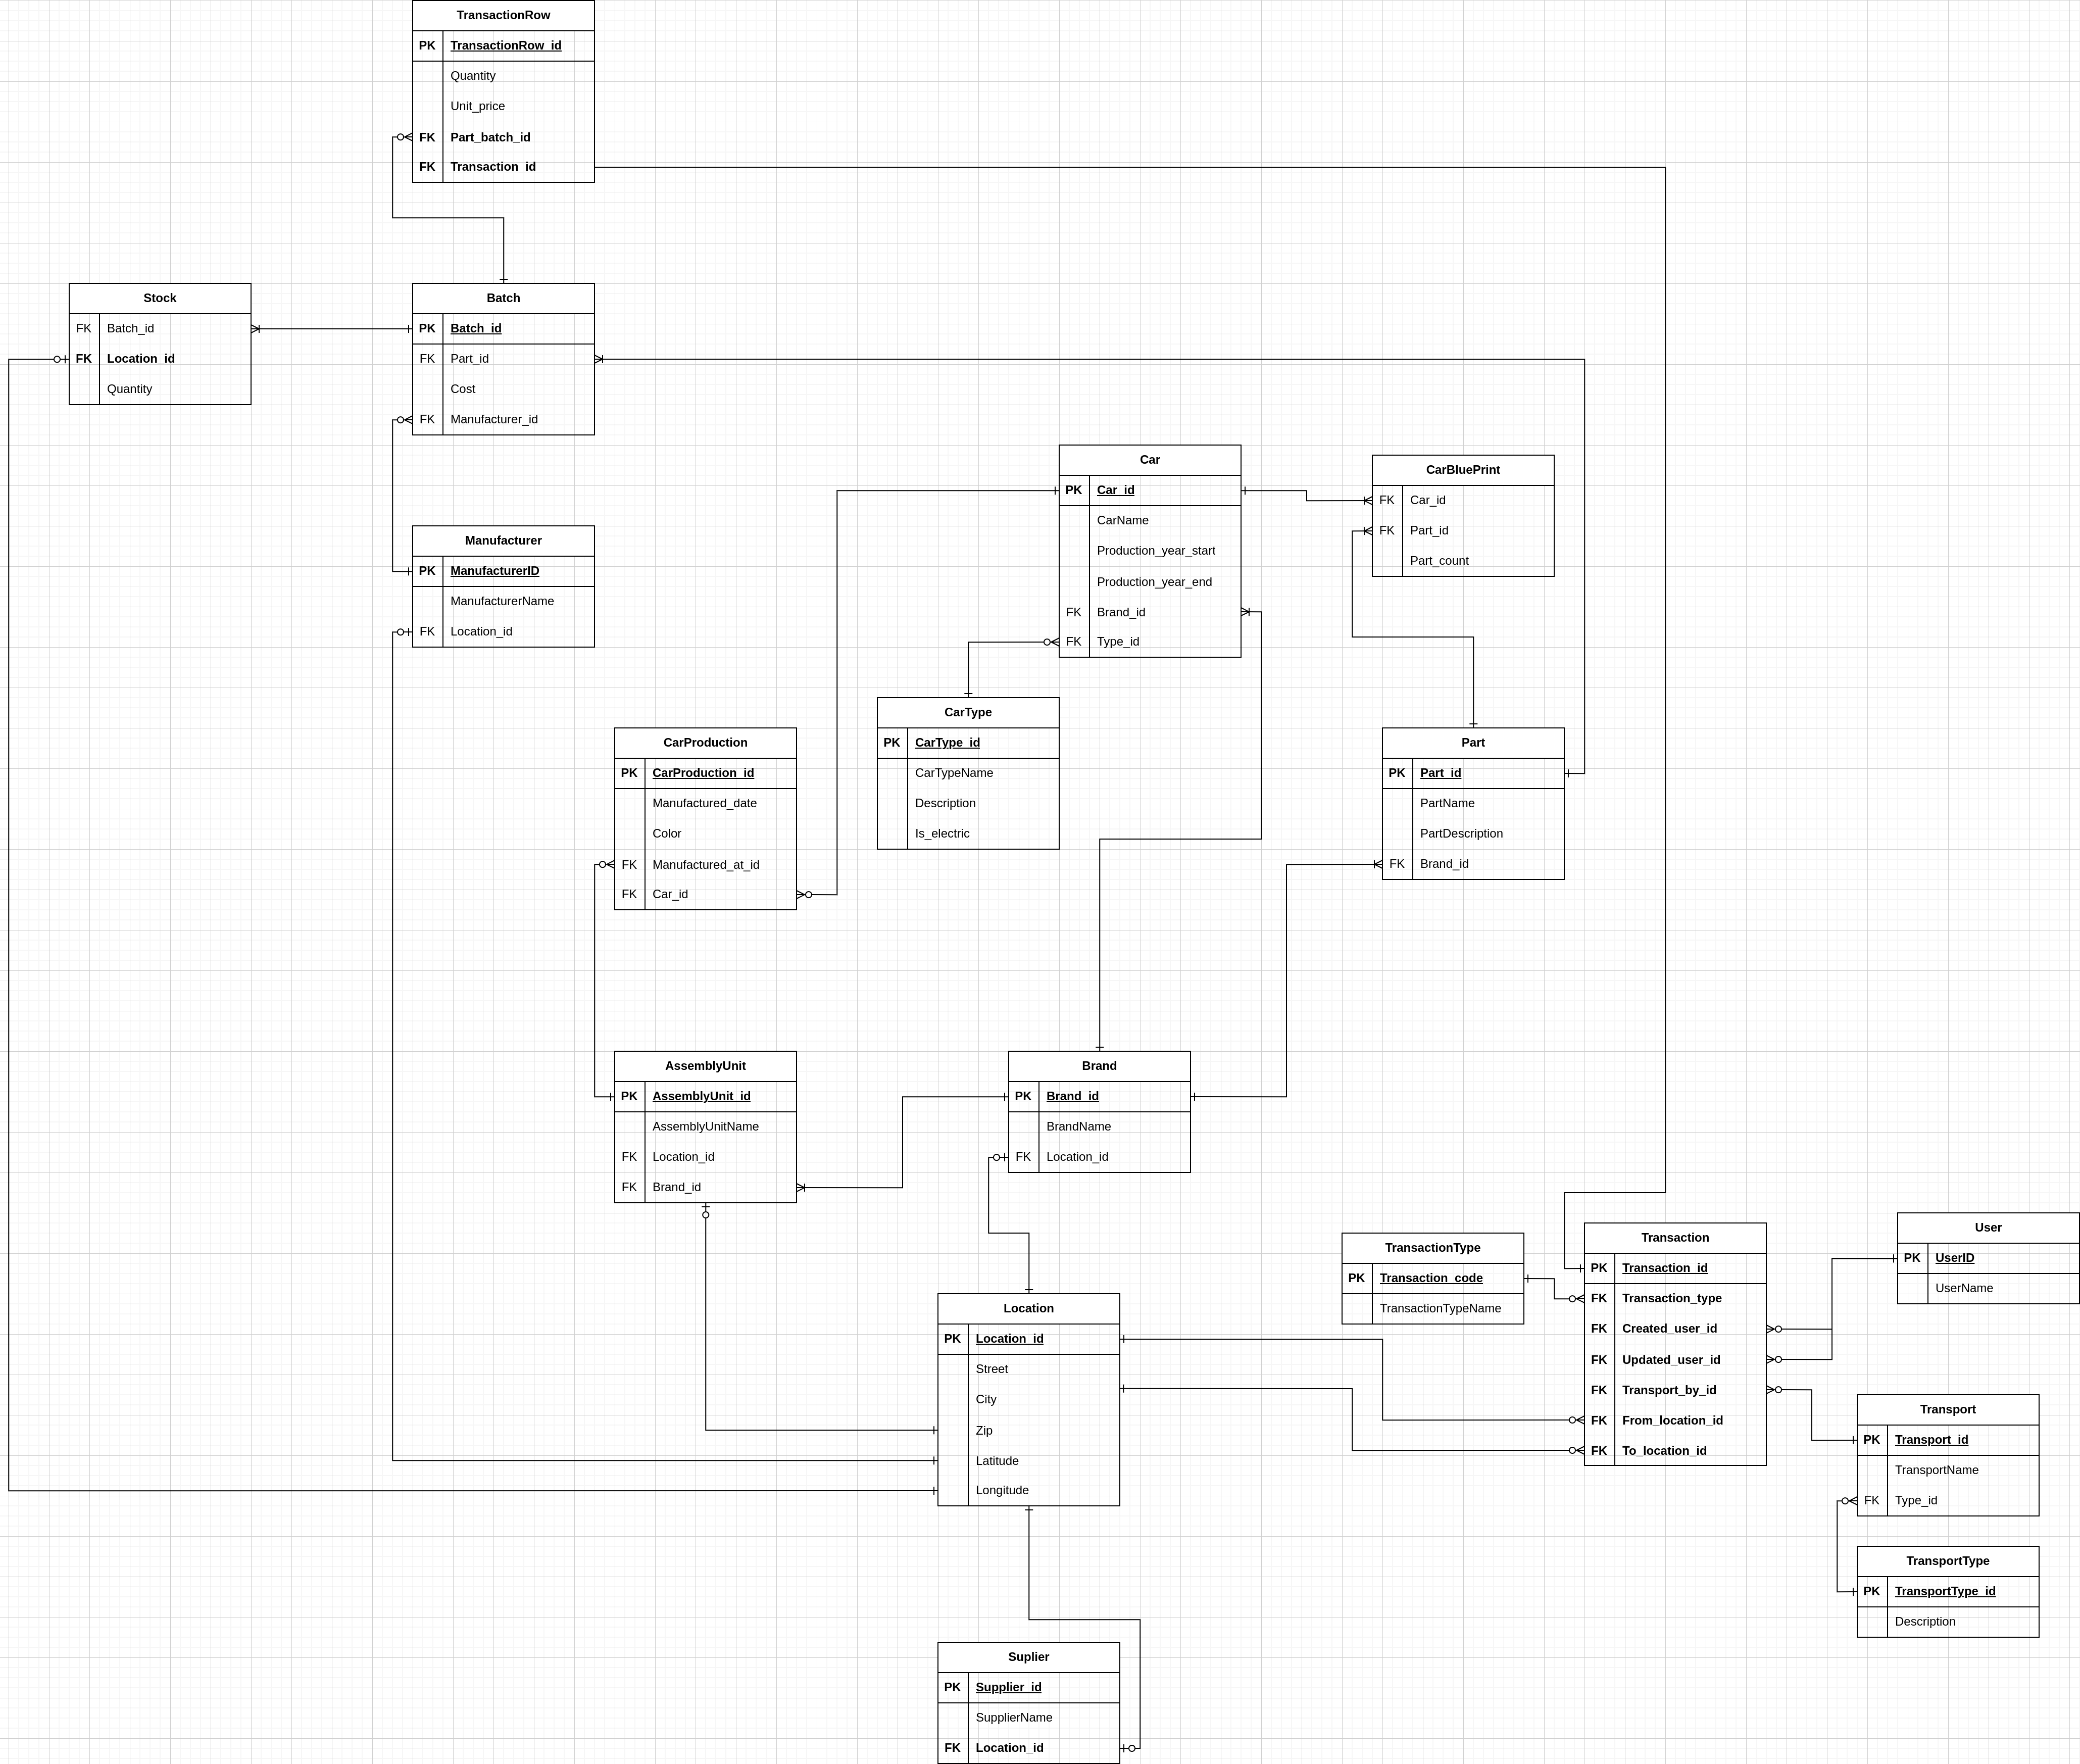 TransactionRow
PK TransactionRow_id
Quantity
Unit_price
FK Part_batch_id
FK Transaction_id
Stock
FK Batch_id
FK Location_id
Quantity
Batch
PK Batch_id
FK Part_id
Cost
FK Manufacturer_id
Car
PK Car_id
CarName
Production_year_start
Production_year_end
FK Brand_id
FK Type_id
CarBluePrint
FK Car_id
FK Part_id
Part_count
Manufacturer
PK ManufacturerID
ManufacturerName
FK Location_id
CarType
PK CarType_id
CarTypeName
Description
Is_electric
CarProduction
PK CarProduction_id
Manufactured_date
Color
FK Manufactured_at_id
FK Car_id
Part
PK Part_id
PartName
PartDescription
FK Brand_id
AssemblyUnit
PK AssemblyUnit_id
AssemblyUnitName
FK Location_id
FK Brand_id
Brand
PK Brand_id
BrandName
FK Location_id
TransactionType
PK Transaction_code
TransactionTypeName
Transaction
PK Transaction_id
FK Transaction_type
FK Created_user_id
FK Updated_user_id
FK Transport_by_id
FK From_location_id
FK To_location_id
User
PK UserID
UserName
Location
PK Location_id
Street
City
Zip
Latitude
Longitude
Transport
PK Transport_id
TransportName
FK Type_id
TransportType
PK TransportType_id
Description
Suplier
PK Supplier_id
SupplierName
FK Location_id